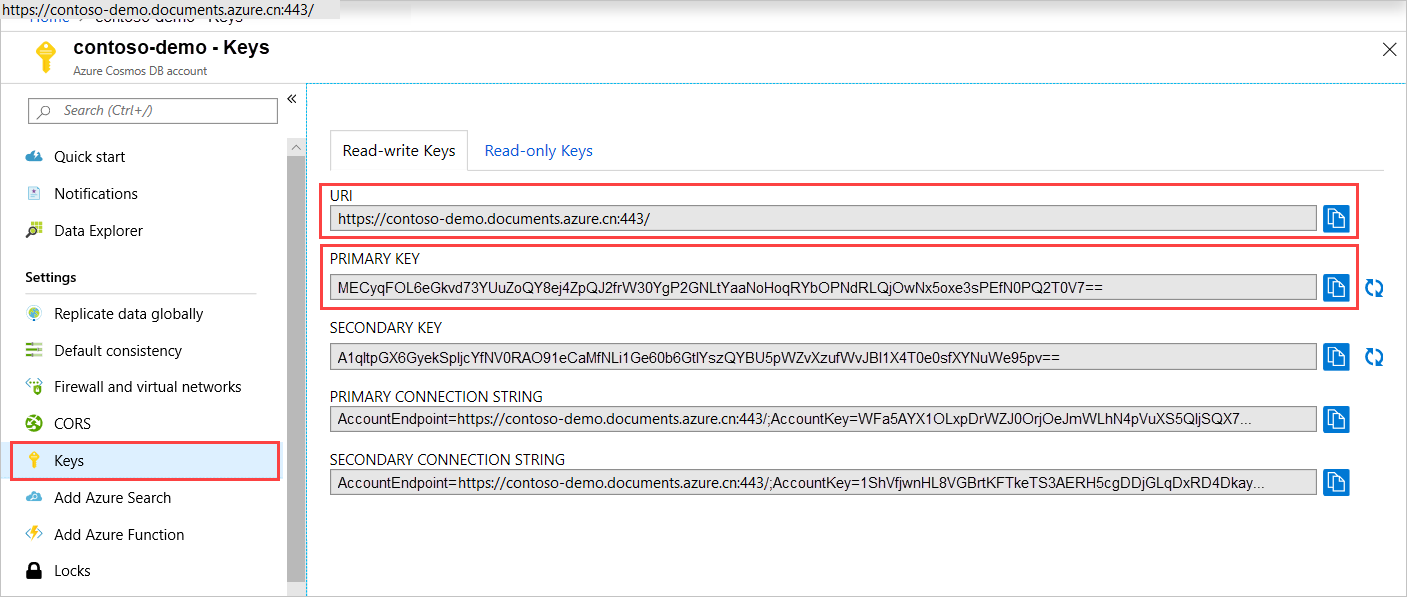 https://contoso-demo.documents.azure.cn:443/
Home > contoso-demo - Keys
contoso-demo - Keys
Azure Cosmos DB account
Search (Ctrl+/)
Quick start
Notifications
Data Explorer
Settings
Replicate data globally
Default consistency
Firewall and virtual networks
CORS
Keys
Add Azure Search
Add Azure Function
Locks
Read-write Keys
Read-only Keys
URI
https://contoso-demo.documents.azure.cn:443/
PRIMARY KEY
MECyqFOL6eGkvd73YUuZoQY8ej4ZpQJ2frW30YgP2GNLtYaaNoHoqRYbOPNdRLQjOwNx5oxe3sPEfN0PQ2T0V7==
SECONDARY KEY
A1qltpGX6GyekSpljcYfNV0RAO91eCaMfNLi1Ge60b6GtlYszQYBU5pWZvXzufWvJBl1X4T0e0sfXYNuWe95pv==
PRIMARY CONNECTION STRING
AccountEndpoint=https://contoso-demo.documents.azure.cn:443/;AccountKey=WFa5AYX1OLxpDrWZJ0OrjOeJmWLhN4pVuXS5QljSQX7...
SECONDARY CONNECTION STRING
AccountEndpoint=https://contoso-demo.documents.azure.cn:443/;AccountKey=1ShVfjwnHL8VGBrtKFTkeTS3AERH5cgDDjGLqDxRD4Dkay...